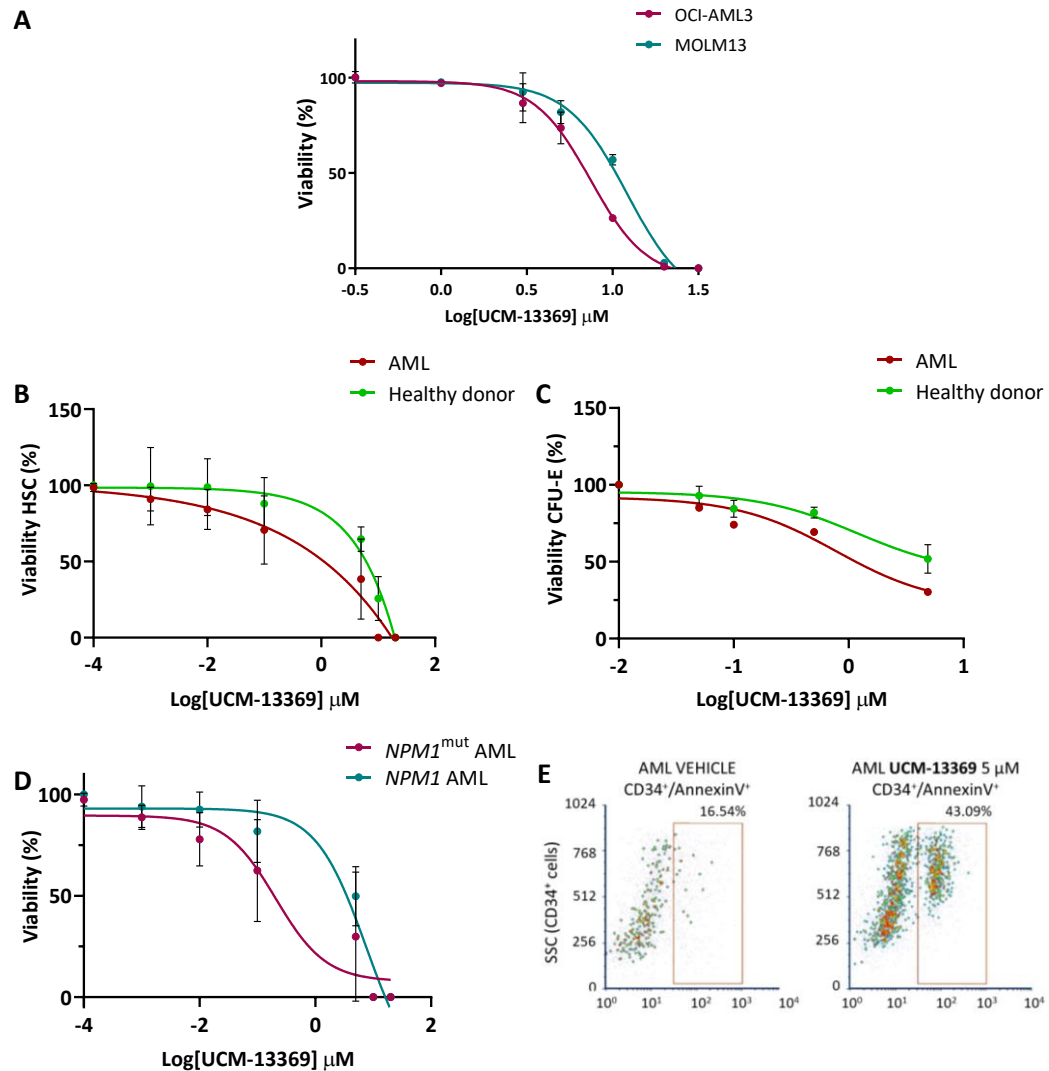 A
OCI-AML3
MOLM13
Viability (%)
100
50
0
-0.5
0.0
0.5
1.0
1.5
Log[UCM-13369] μM
B
AML
Healthy donor
Viability HSC (%)
150
100
50
0
-4
-2
0
2
Log[UCM-13369] μM
C
AML
Healthy donor
Viability CFU-E (%)
150
100
50
0
-2
-1
0
1
Log[UCM-13369] μM
D
NPM1mut AML
NPM1 AML
Viability (%)
100
50
0
-4
-2
0
2
Log[UCM-13369] μM
E
AML VEHICLE
CD34+/AnnexinV+
16.54%
SSC (CD34+ cells)
1024
768
512
256
0
10⁰
10¹
10²
10³
10⁴
AML UCM-13369 5 μM
CD34+/AnnexinV+
43.09%
1024
768
512
256
0
10⁰
10¹
10²
10³
10⁴